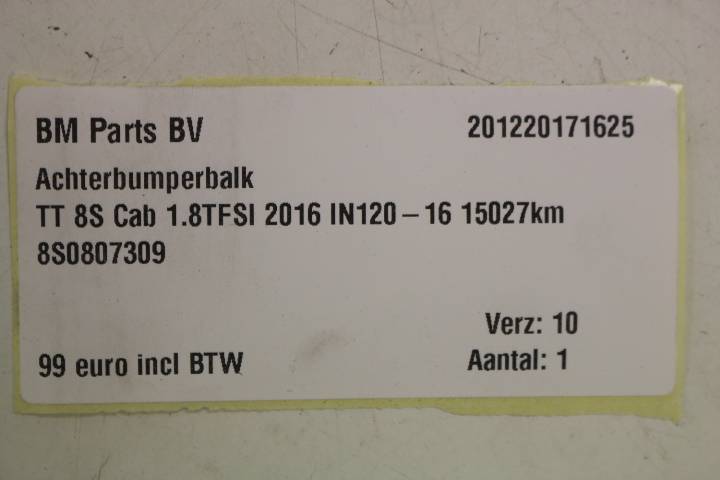 BM Parts BV 201220171625
Achterbumperbalk
TT 8S Cab 1.8TFSI 2016 IN120-16 15027km
8S0807309
Verz: 10
99 euro incl BTW Aantal: 1